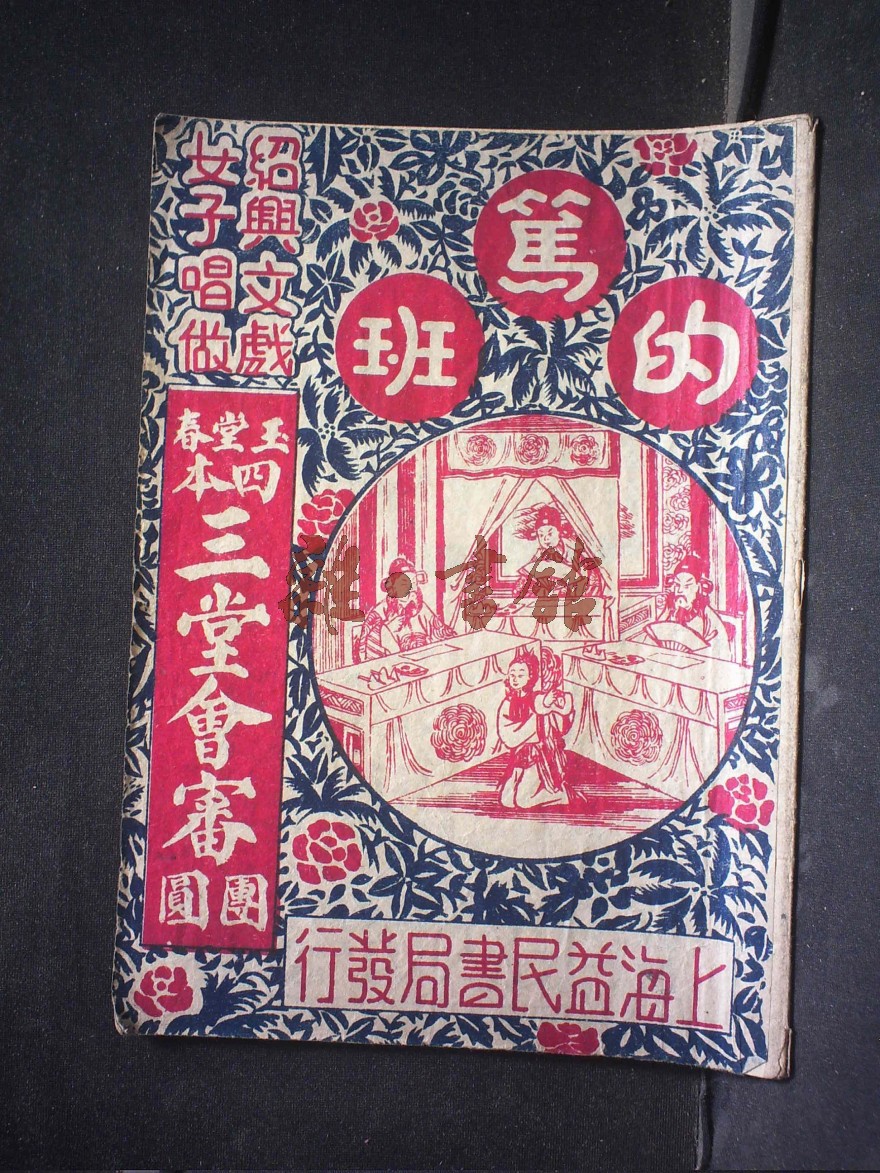 的篤班
紹興文戲
女子唱做
玉堂春
四本
三堂會審
團圓
上海益民書局發行
雜·書館